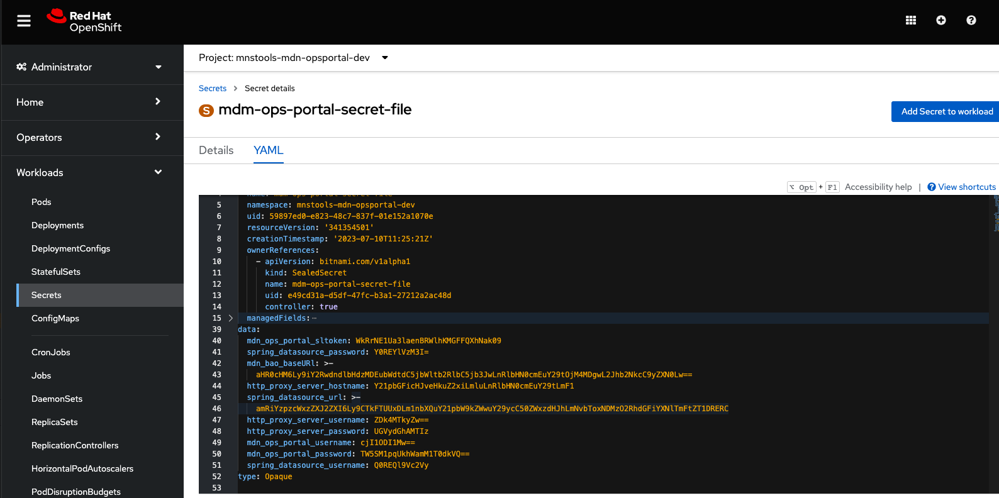 Red Hat
OpenShift
Administrator
Home
Operators
Workloads
Pods
Deployments
DeploymentConfigs
StatefulSets
Secrets
ConfigMaps
CronJobs
Jobs
DaemonSets
ReplicaSets
ReplicationControllers
HorizontalPodAutoscalers
PodDisruptionBudgets
Project: mnstools-mdn-opsportal-dev
Secrets > Secret details
S mdm-ops-portal-secret-file
Add Secret to workload
Details YAML
⌥ Opt + F1 Accessibility help | View shortcuts
5 namespace: mnstools-mdn-opsportal-dev
6 uid: 59897ed0-e823-48c7-837f-01e152a1070e
7 resourceVersion: '341354501'
8 creationTimestamp: '2023-07-10T11:25:21Z'
9 ownerReferences:
10 - apiVersion: bitnami.com/v1alpha1
11 kind: SealedSecret
12 name: mdm-ops-portal-secret-file
13 uid: e49cd31a-d5df-47fc-b3a1-27212a2ac48d
14 controller: true
15 managedFields:
39 data:
40 mdn_ops_portal_sltoken: WkRrNE1Ua3laenBRWlhKMGFFQXhNak09
41 spring_datasource_password: Y0REYlVzM3I=
42 mdn_bao_baseURl: >-
43 aHR0cHM6Ly9iY2RwdndlbHdzMDEubWdtdC5jbWltb2RlbC5jb3JwLnRlbHN0cmEuY29tOjM4MDgwL2Jhb2NkcC9yZXN0Lw==
44 http_proxy_server_hostname: Y21pbGFicHJveHkuZ2xiLmluLnRlbHN0cmEuY29tLmF1
45 spring_datasource_url: >-
46 amRiYzpzcWxzZXJ2ZXI6Ly9CTkFTUUxDLm1nbXQuY21pbW9kZWwuY29ycC50ZWxzdHJhLmNvbToxNDMzO2RhdGFiYXNlTmFtZT1DRERC
47 http_proxy_server_username: ZDk4MTkyZw==
48 http_proxy_server_password: UGVydGhAMTIz
49 mdn_ops_portal_username: cjI1ODI1Mw==
50 mdn_ops_portal_password: TW5SM1pqUkhWamM1T0dkVQ==
51 spring_datasource_username: Q0REQl9Vc2Vy
52 type: Opaque
53